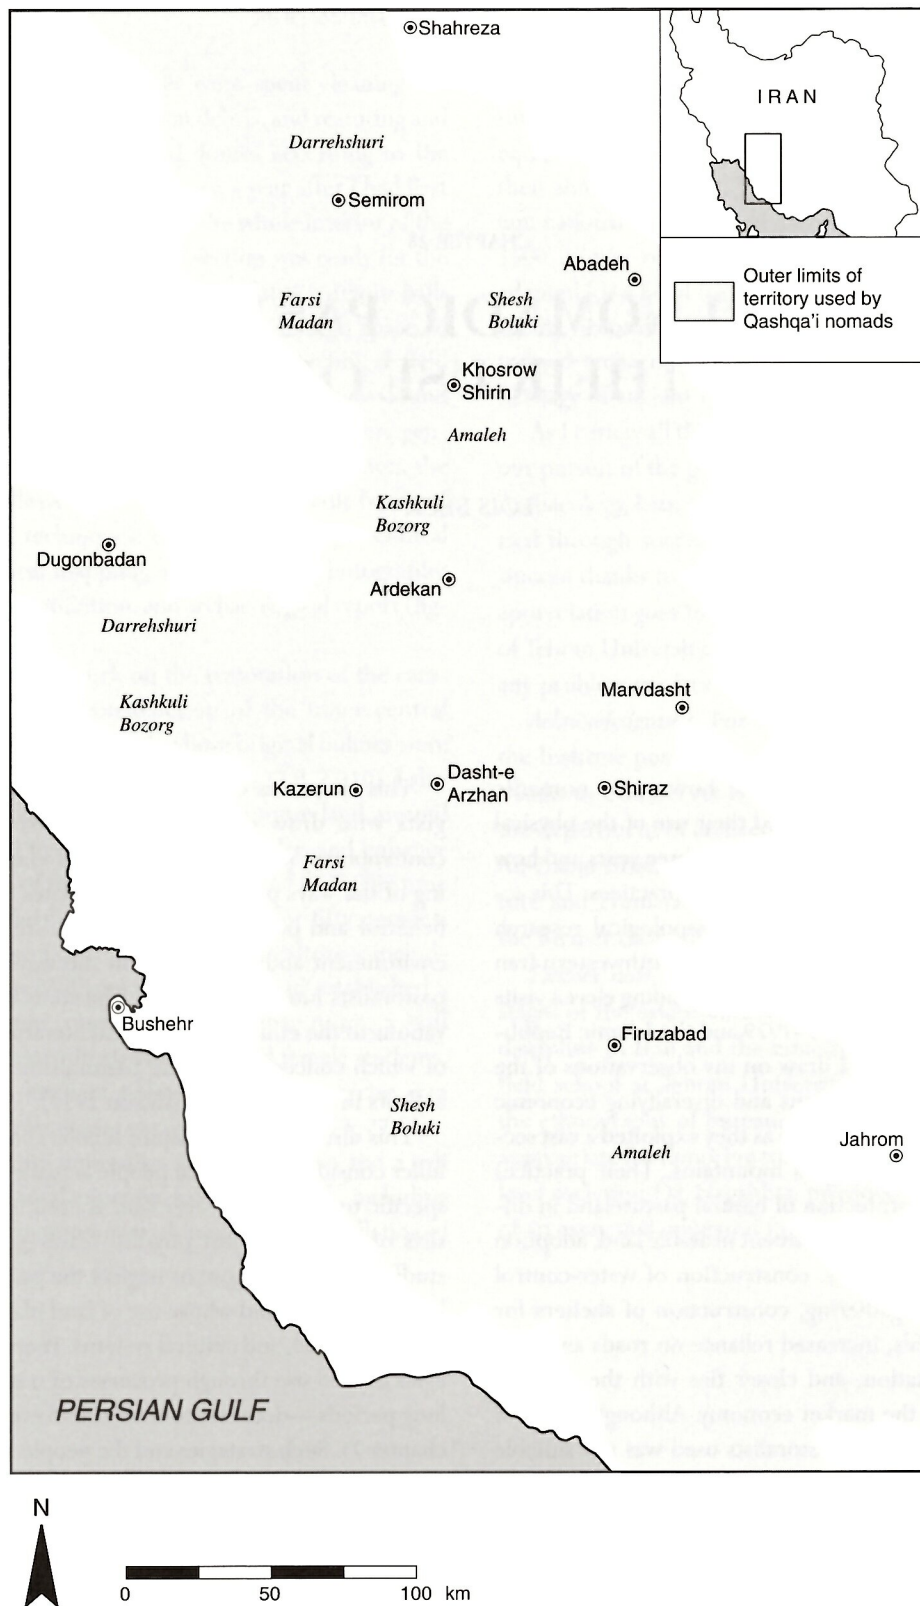 Shahreza
IRAN
Darrehshuri
Semirom
Abadeh
Outer limits of
territory used by
Qashqa'i nomads
Farsi
Madan
Shesh
Boluki
Khosrow
Shirin
Amaleh
Kashkuli
Bozorg
Dugonbadan
Ardekan
Darrehshuri
Marvdasht
Kashkuli
Bozorg
Kazerun
Dasht-e
Arzhan
Shiraz
Farsi
Madan
Bushehr
Firuzabad
Shesh
Boluki
Amaleh
Jahrom
PERSIAN GULF
N
0 50 100 km